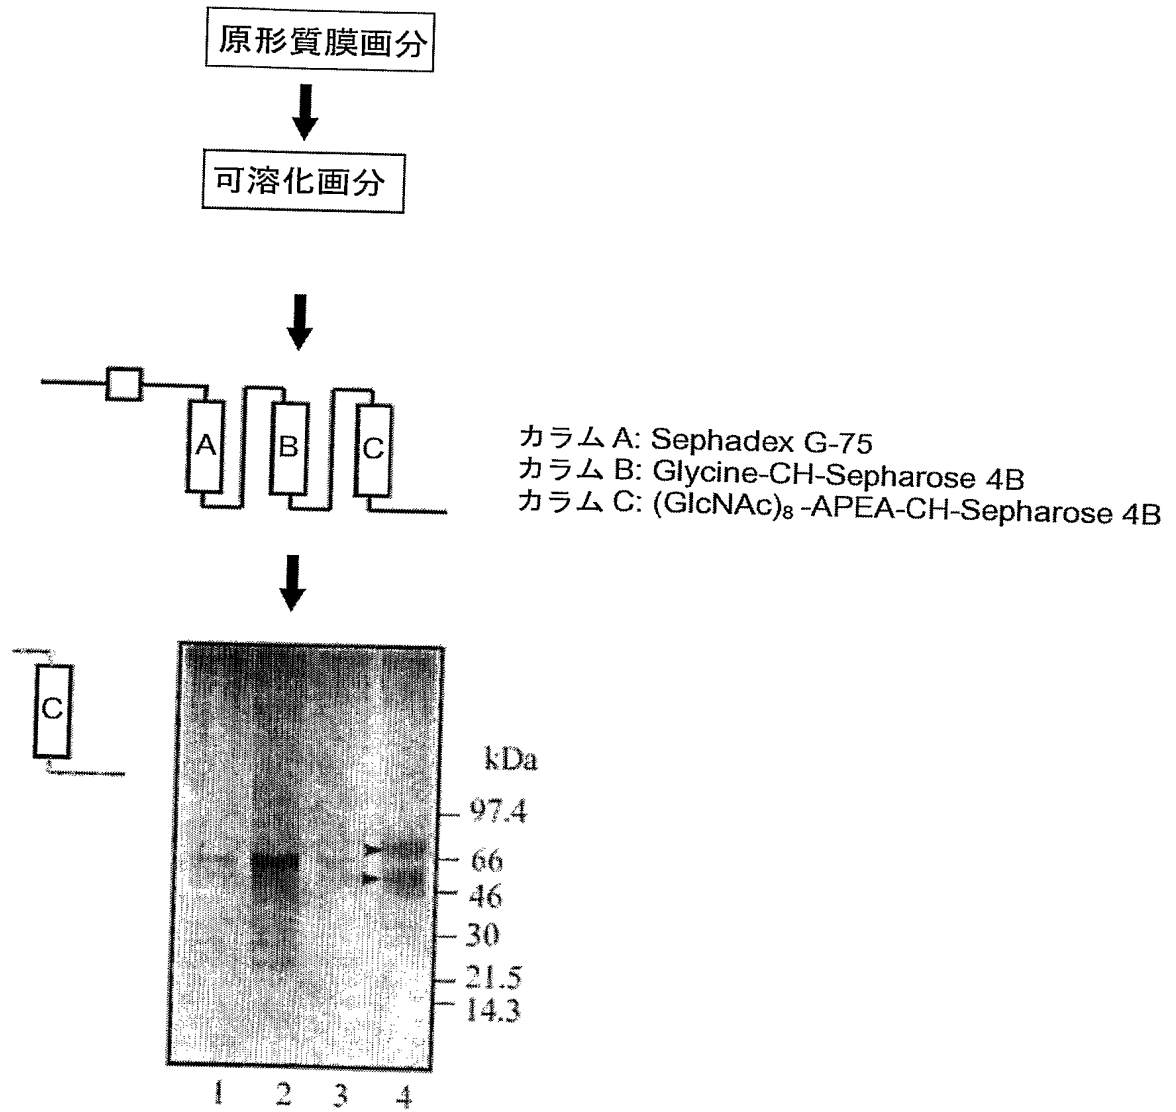 原形質膜画分
可溶化画分
A B C
カラム A: Sephadex G-75
カラム B: Glycine-CH-Sepharose 4B
カラム C: (GlcNAc)₈ -APEA-CH-Sepharose 4B
C
kDa
97.4
66
46
30
21.5
14.3
1 2 3 4